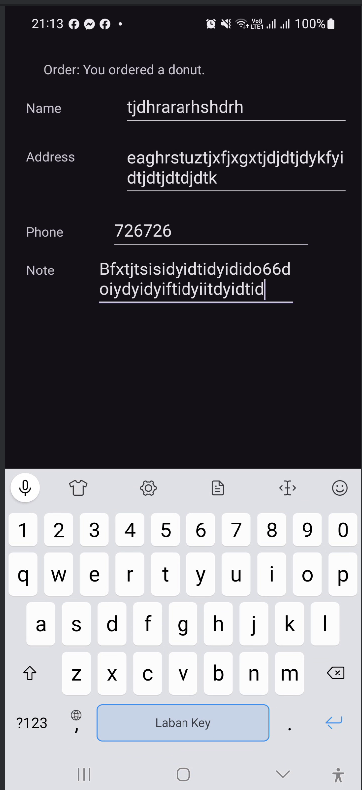 21:13 100%
Order: You ordered a donut.
Name tjdhrararhshdrh
Address eaghrstuztjxfjxgxtjdjdtjdykfyi
dtjdtjdtdjdtk
Phone 726726
Note Bfxtjtsisidyidtidyidido66d
oiydyidyiftidyiitdyidtid
1 2 3 4 5 6 7 8 9 0
q w e r t y u i o p
a s d f g h j k l
z x c v b n m
?123 , Laban Key .